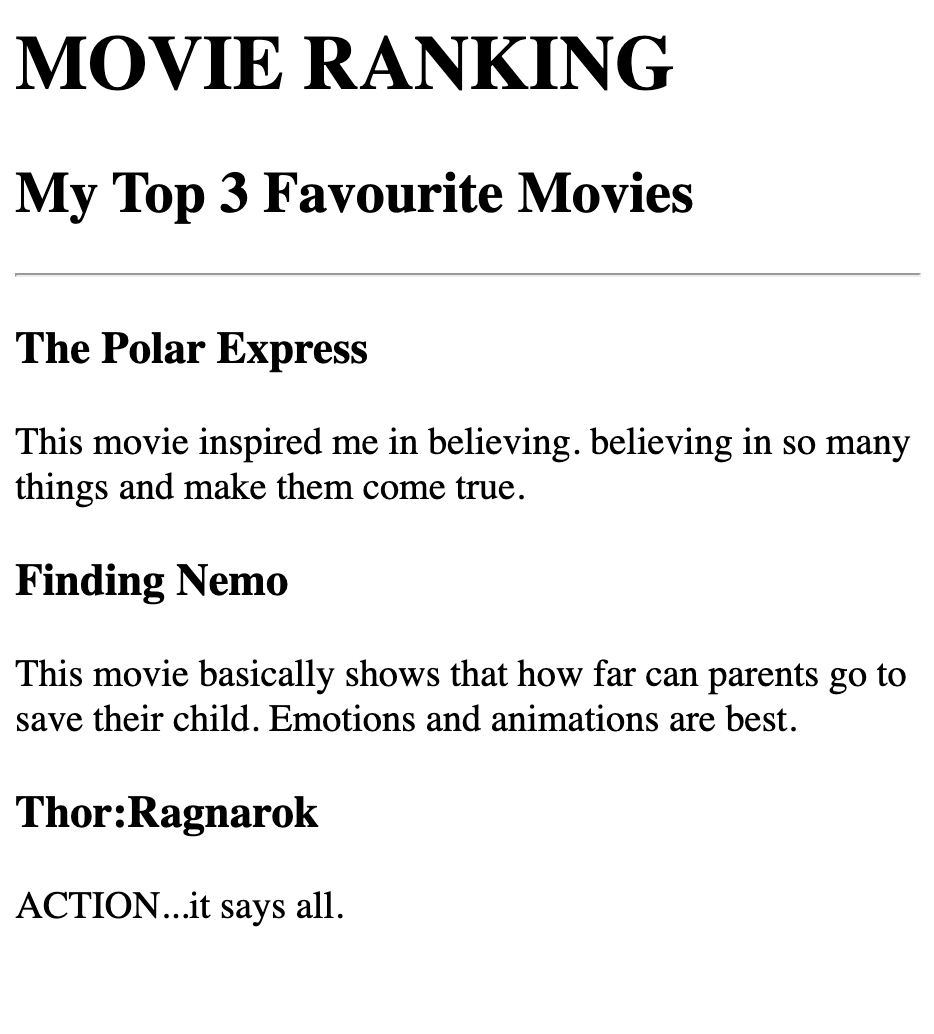 MOVIE RANKING
My Top 3 Favourite Movies
The Polar Express
This movie inspired me in believing. believing in so many
things and make them come true.
Finding Nemo
This movie basically shows that how far can parents go to
save their child. Emotions and animations are best.
Thor:Ragnarok
ACTION...it says all.